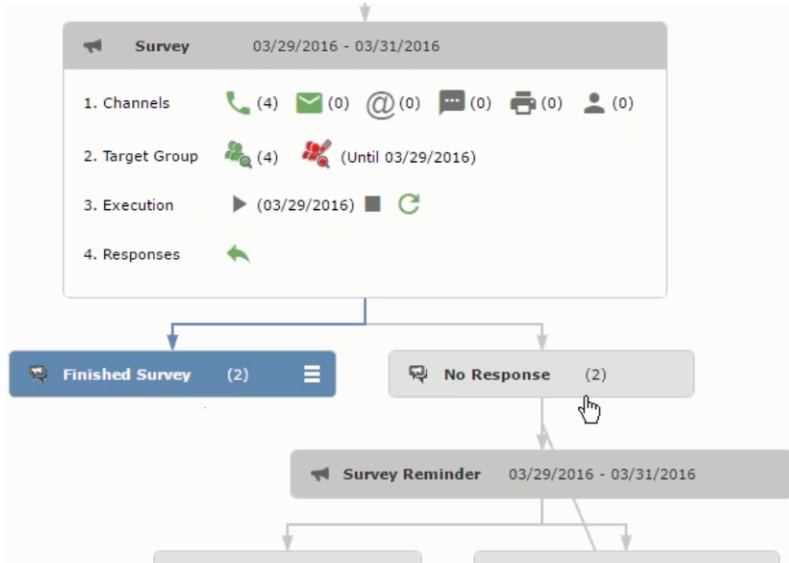 Survey 03/29/2016 - 03/31/2016
1. Channels (4) (0) @ (0) (0) (0) (0)
2. Target Group (4) (Until 03/29/2016)
3. Execution (03/29/2016)
4. Responses
Finished Survey (2) No Response (2)
Survey Reminder 03/29/2016 - 03/31/2016